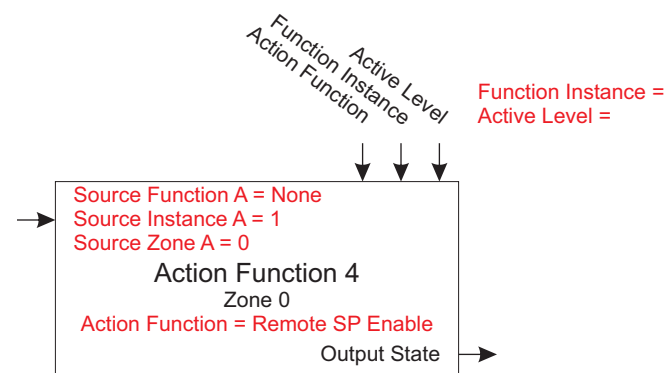 Function Instance
Action Function
Active Level
Function Instance =
Active Level =
Source Function A = None
Source Instance A = 1
Source Zone A = 0
Action Function 4
Zone 0
Action Function = Remote SP Enable
Output State